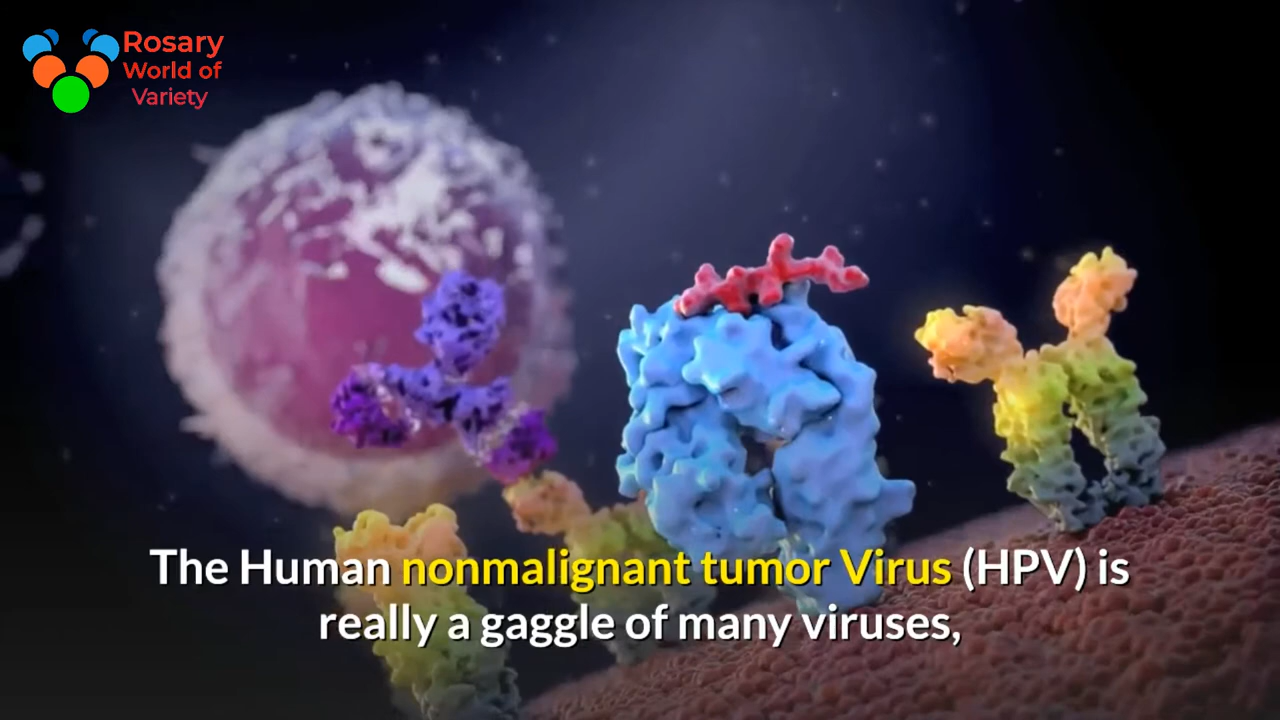 Rosary
World of
Variety
The Human nonmalignant tumor Virus (HPV) is
really a gaggle of many viruses,